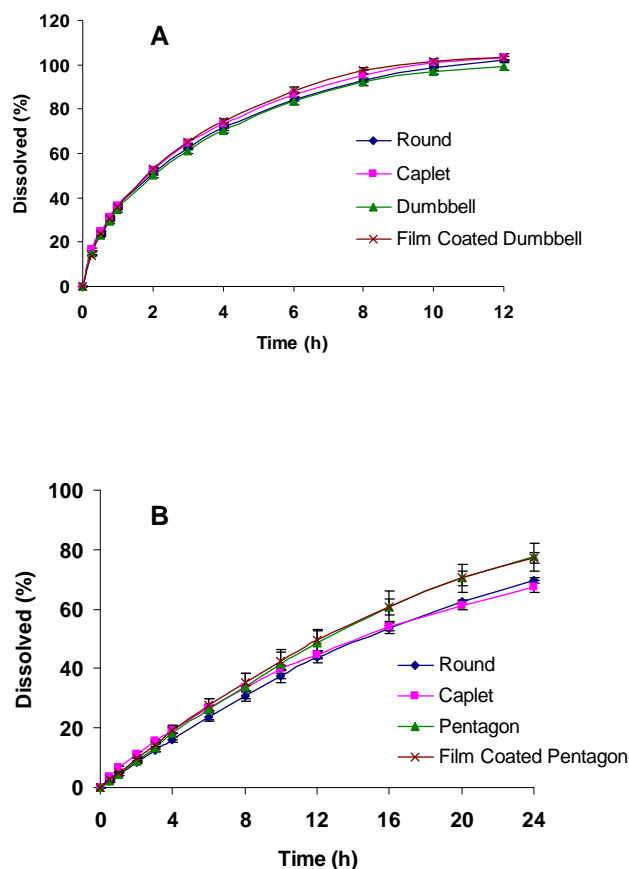 A
Dissolved (%)
120
100
80
60
40
20
0
Round
Caplet
Dumbbell
Film Coated Dumbbell
0 2 4 6 8 10 12
Time (h)
B
Dissolved (%)
100
80
60
40
20
0
Round
Caplet
Pentagon
Film Coated Pentagon
0 4 8 12 16 20 24
Time (h)